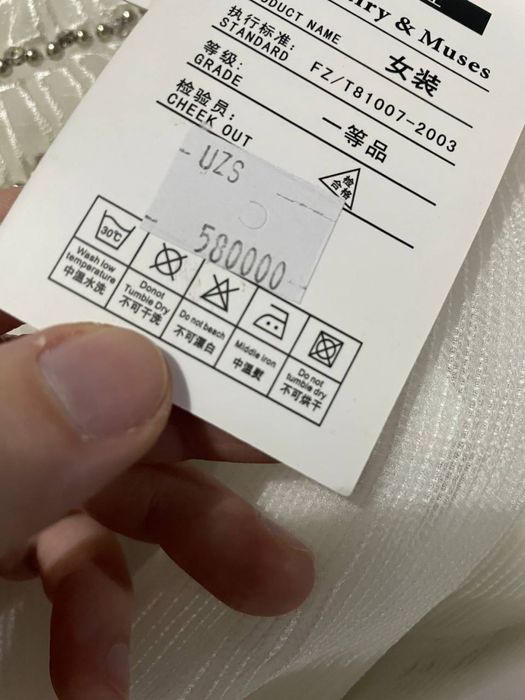 iry & Muses
PRODUCT NAME
女装
执行标准:
STANDARD
FZ/T81007-2003
等级:
GRADE
一等品
检验员:
CHEEK OUT
检
合格
UZS
580000
30℃
Wash low
temperature
中温水洗
Donot
Tumble Dry
不可干洗
Do not beach
不可漂白
Middle iron
中温熨
Do not
tumble dry
不可烘干